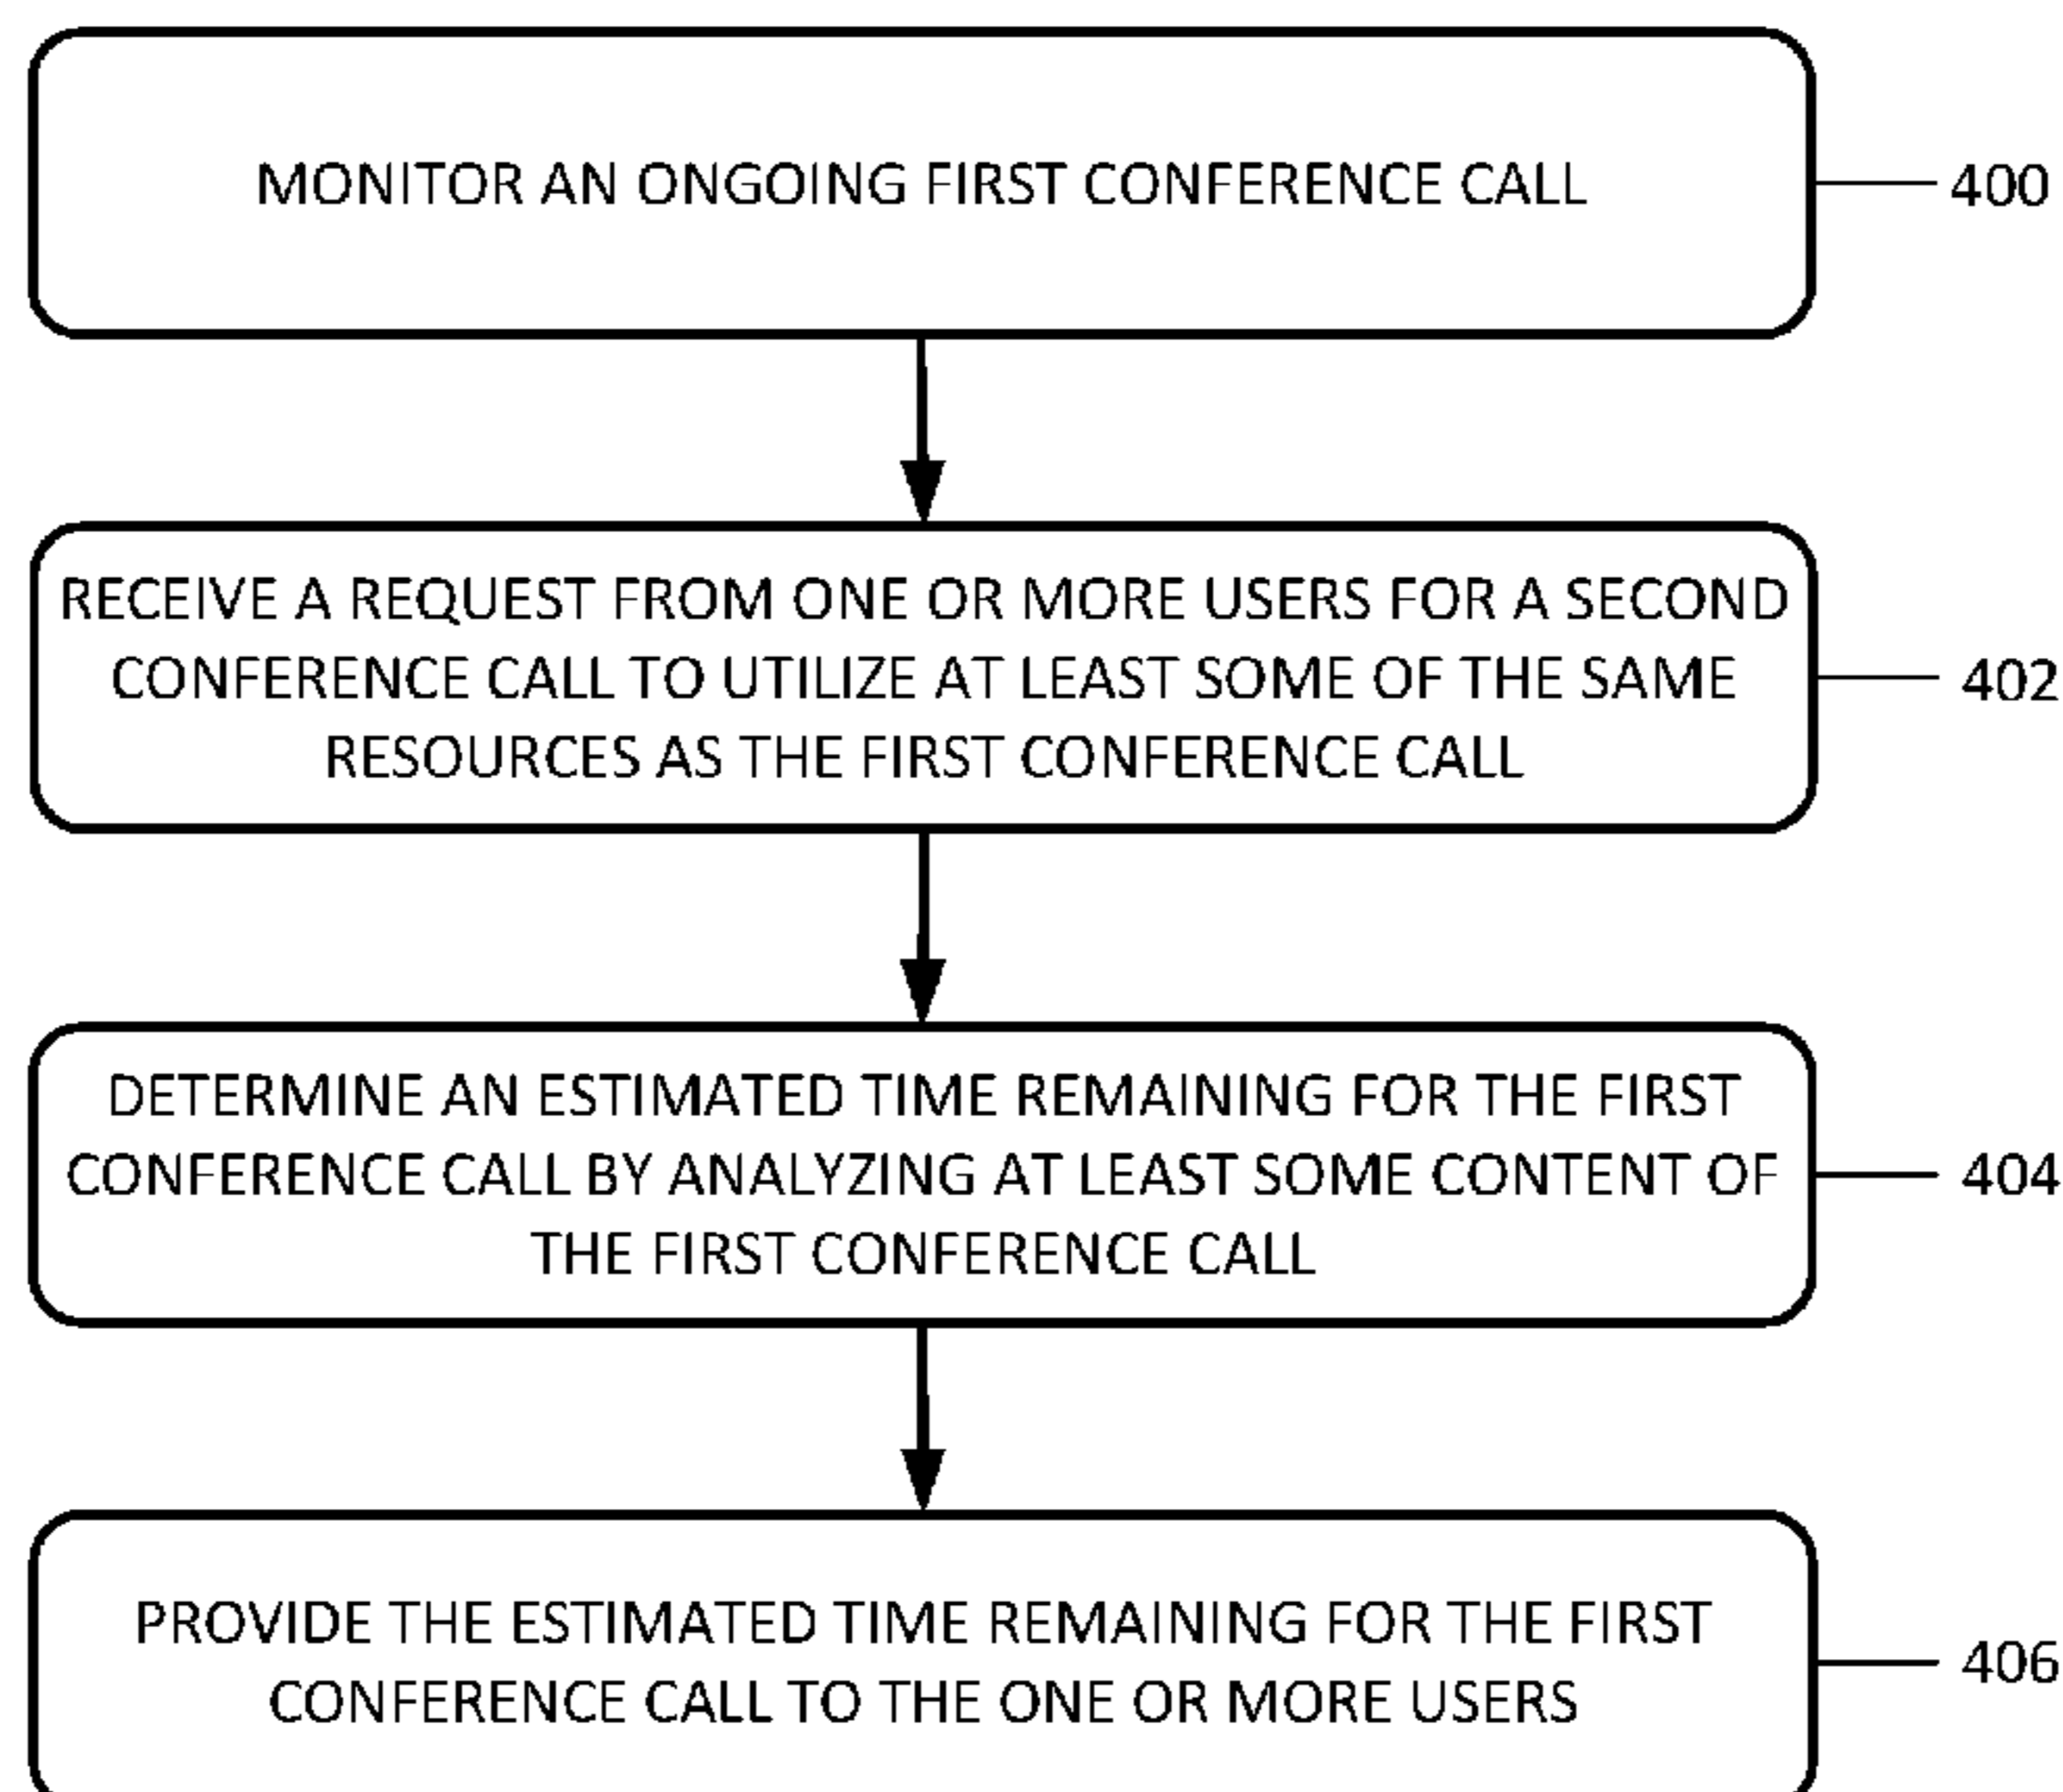 MONITOR AN ONGOING FIRST CONFERENCE CALL
400
RECEIVE A REQUEST FROM ONE OR MORE USERS FOR A SECOND
CONFERENCE CALL TO UTILIZE AT LEAST SOME OF THE SAME
RESOURCES AS THE FIRST CONFERENCE CALL
402
DETERMINE AN ESTIMATED TIME REMAINING FOR THE FIRST
CONFERENCE CALL BY ANALYZING AT LEAST SOME CONTENT OF
THE FIRST CONFERENCE CALL
404
PROVIDE THE ESTIMATED TIME REMAINING FOR THE FIRST
CONFERENCE CALL TO THE ONE OR MORE USERS
406